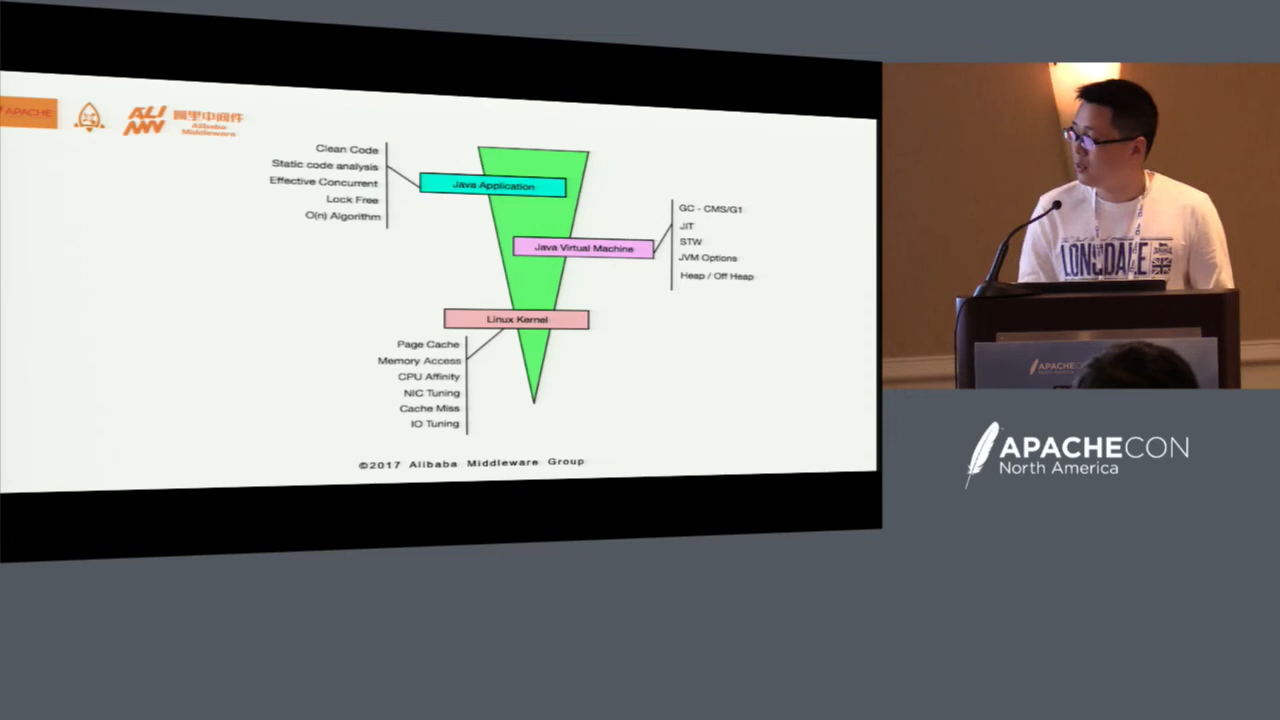 APACHE
阿里中间件
Alibaba
Middleware
Clean Code
Static code analysis
Effective Concurrent
Lock Free
O(n) Algorithm
Java Application
Java Virtual Machine
GC - CMS/G1
JIT
STW
JVM Options
Heap / Off Heap
Linux Kernel
Page Cache
Memory Access
CPU Affinity
NIC Tuning
Cache Miss
IO Tuning
©2017 Alibaba Middleware Group
LONSDALE
APACHECON
North America